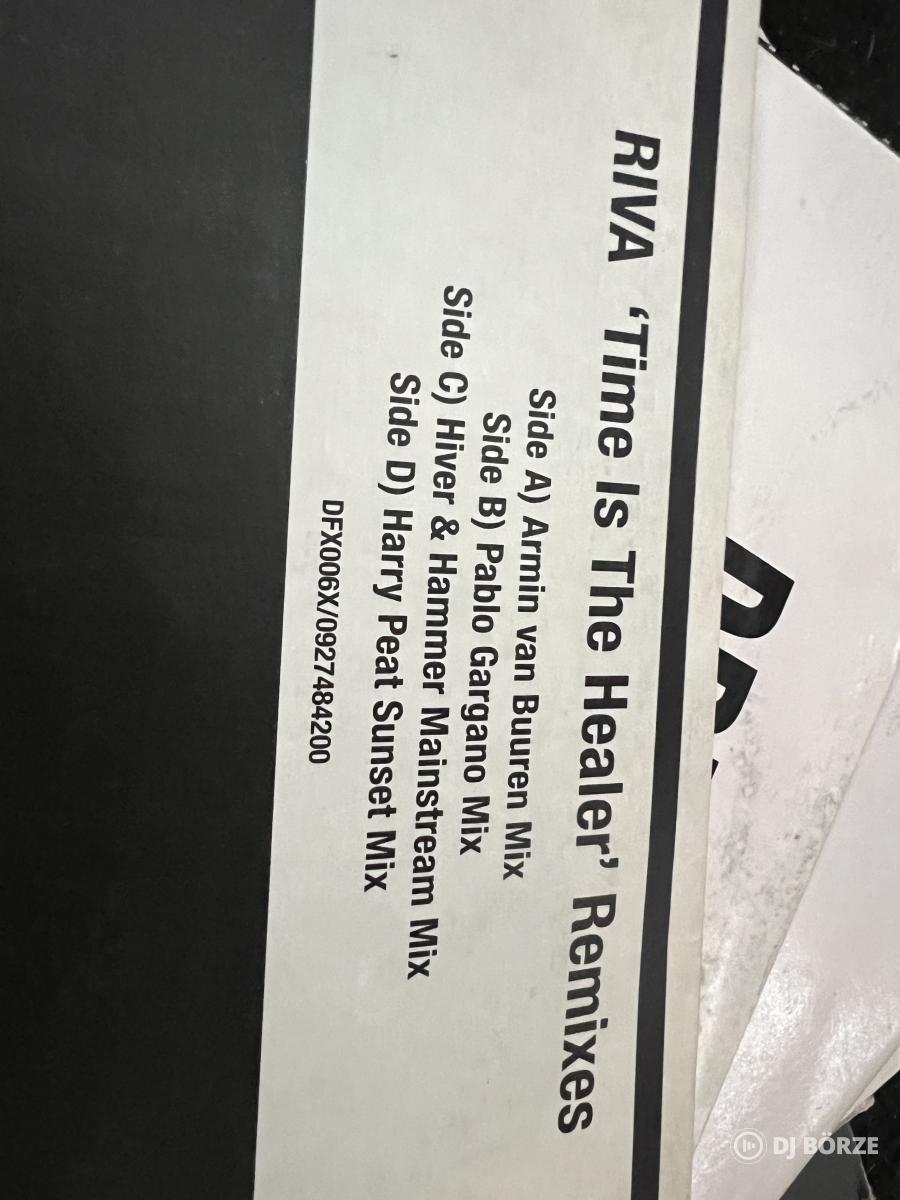 RIVA 'Time Is The Healer' Remixes
Side A) Armin van Buuren Mix
Side B) Pablo Gargano Mix
Side C) Hiver & Hammer Mainstream Mix
Side D) Harry Peat Sunset Mix
DFX006X/0927484200
DJ BÖRZE